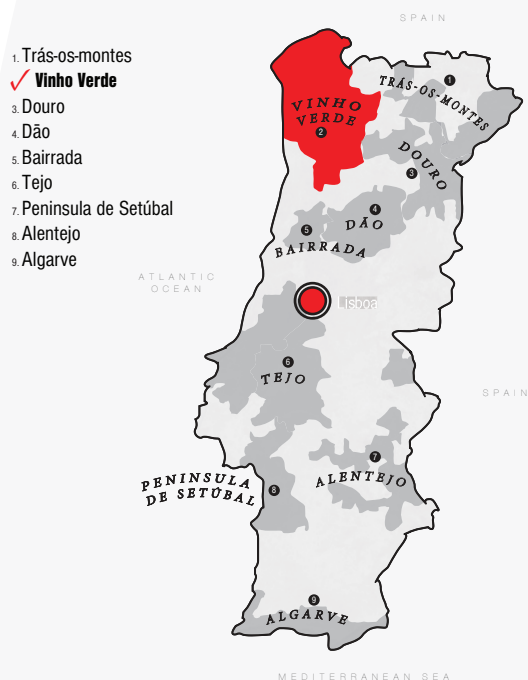 SPAIN
1. Trás-os-montes
Vinho Verde
3. Douro
4. Dão
5. Bairrada
6. Tejo
7. Peninsula de Setúbal
8. Alentejo
9. Algarve
1
TRÁS-OS-MONTES
VINHO
VERDE
2
DOURO
3
4
DÃO
5
BAIRRADA
ATLANTIC
OCEAN
Lisboa
6
TEJO
SPAIN
7
ALENTEJO
PENINSULA
DE SETÚBAL
8
9
ALGARVE
MEDITERRANEAN SEA